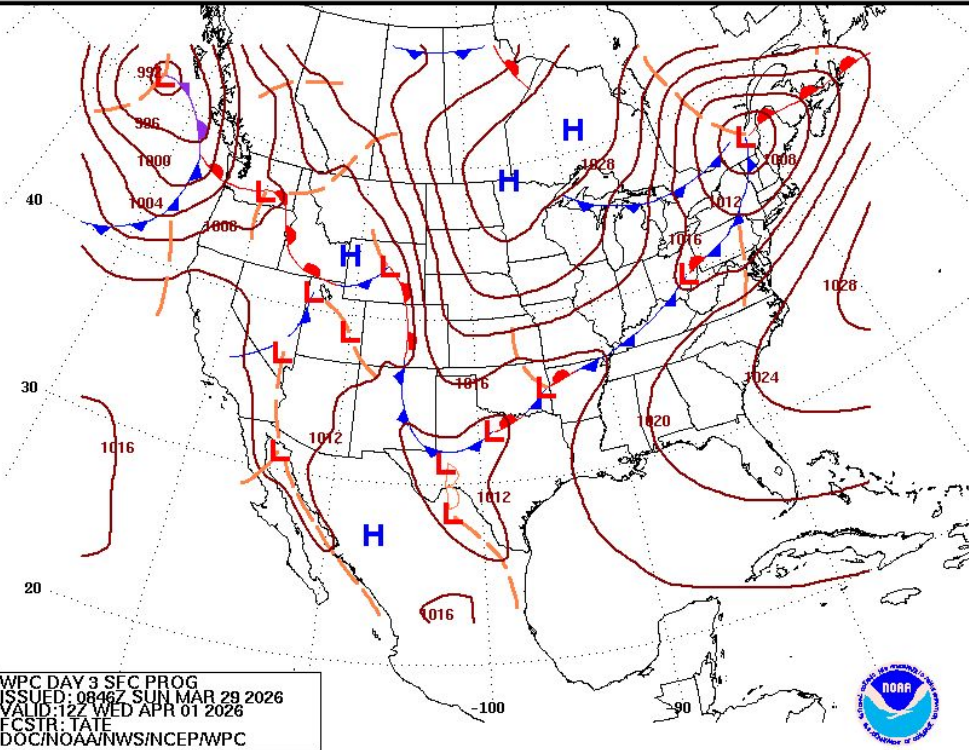 992
L
996
1000
1004
1008
40
L
H
L
L
L
L
30
1016
L
1012
H
20
1016
H
H
1028
1016
L
L
L
1012
L
L
1008
1012
1016
L
1028
1024
1020
-100
-90
WPC DAY 3 SFC PROG
ISSUED: 0846Z SUN MAR 29 2026
VALID:12Z WED APR 01 2026
FCSTR: TATE
DOC/NOAA/NWS/NCEP/WPC
NOAA